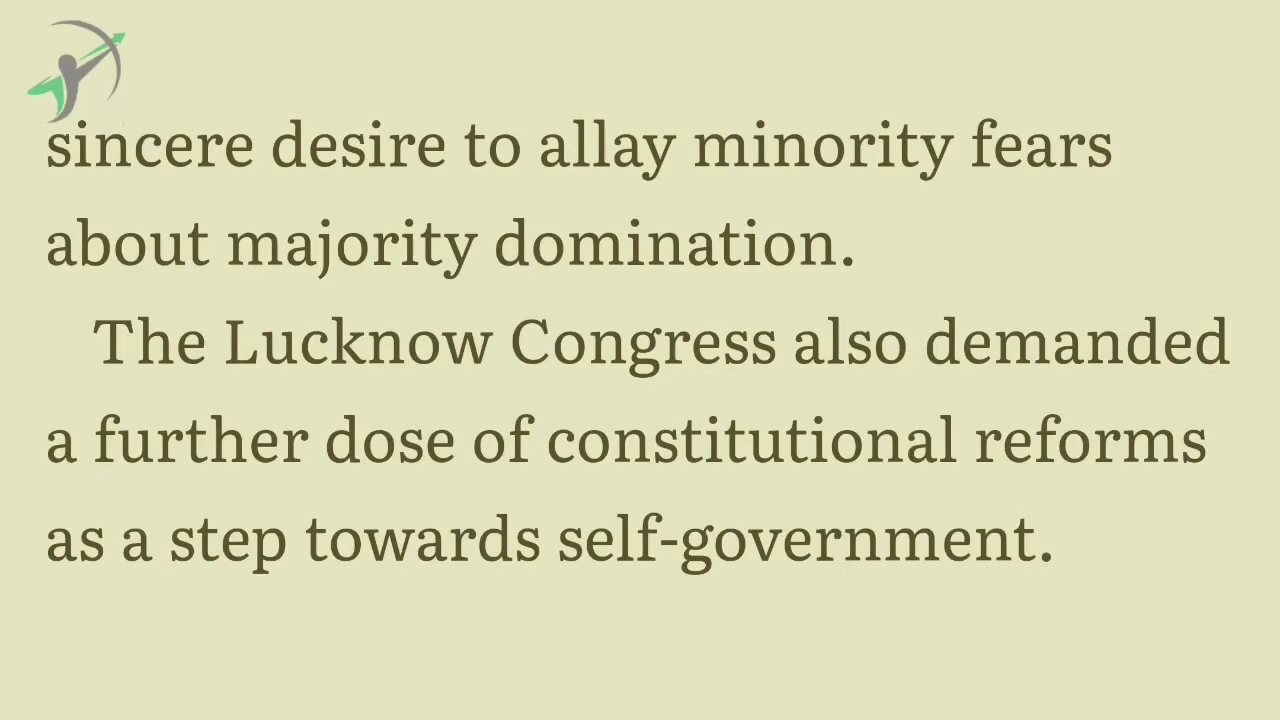 sincere desire to allay minority fears
about majority domination.
The Lucknow Congress also demanded
a further dose of constitutional reforms
as a step towards self-government.